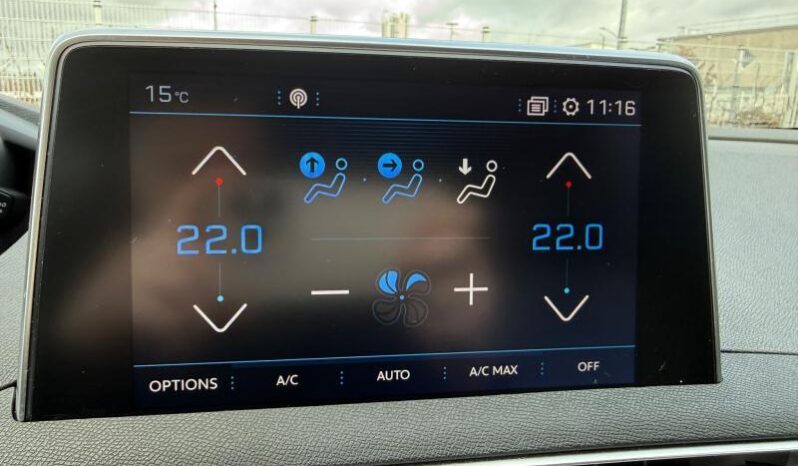 15°C 11:16
22.0 22.0
OPTIONS A/C AUTO A/C MAX OFF